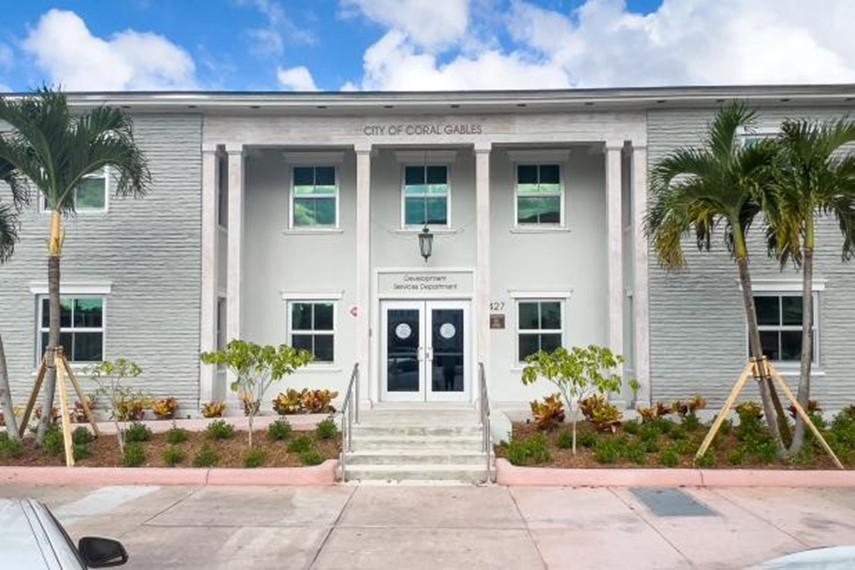 CITY OF CORAL GABLES
Development
Services Department
427